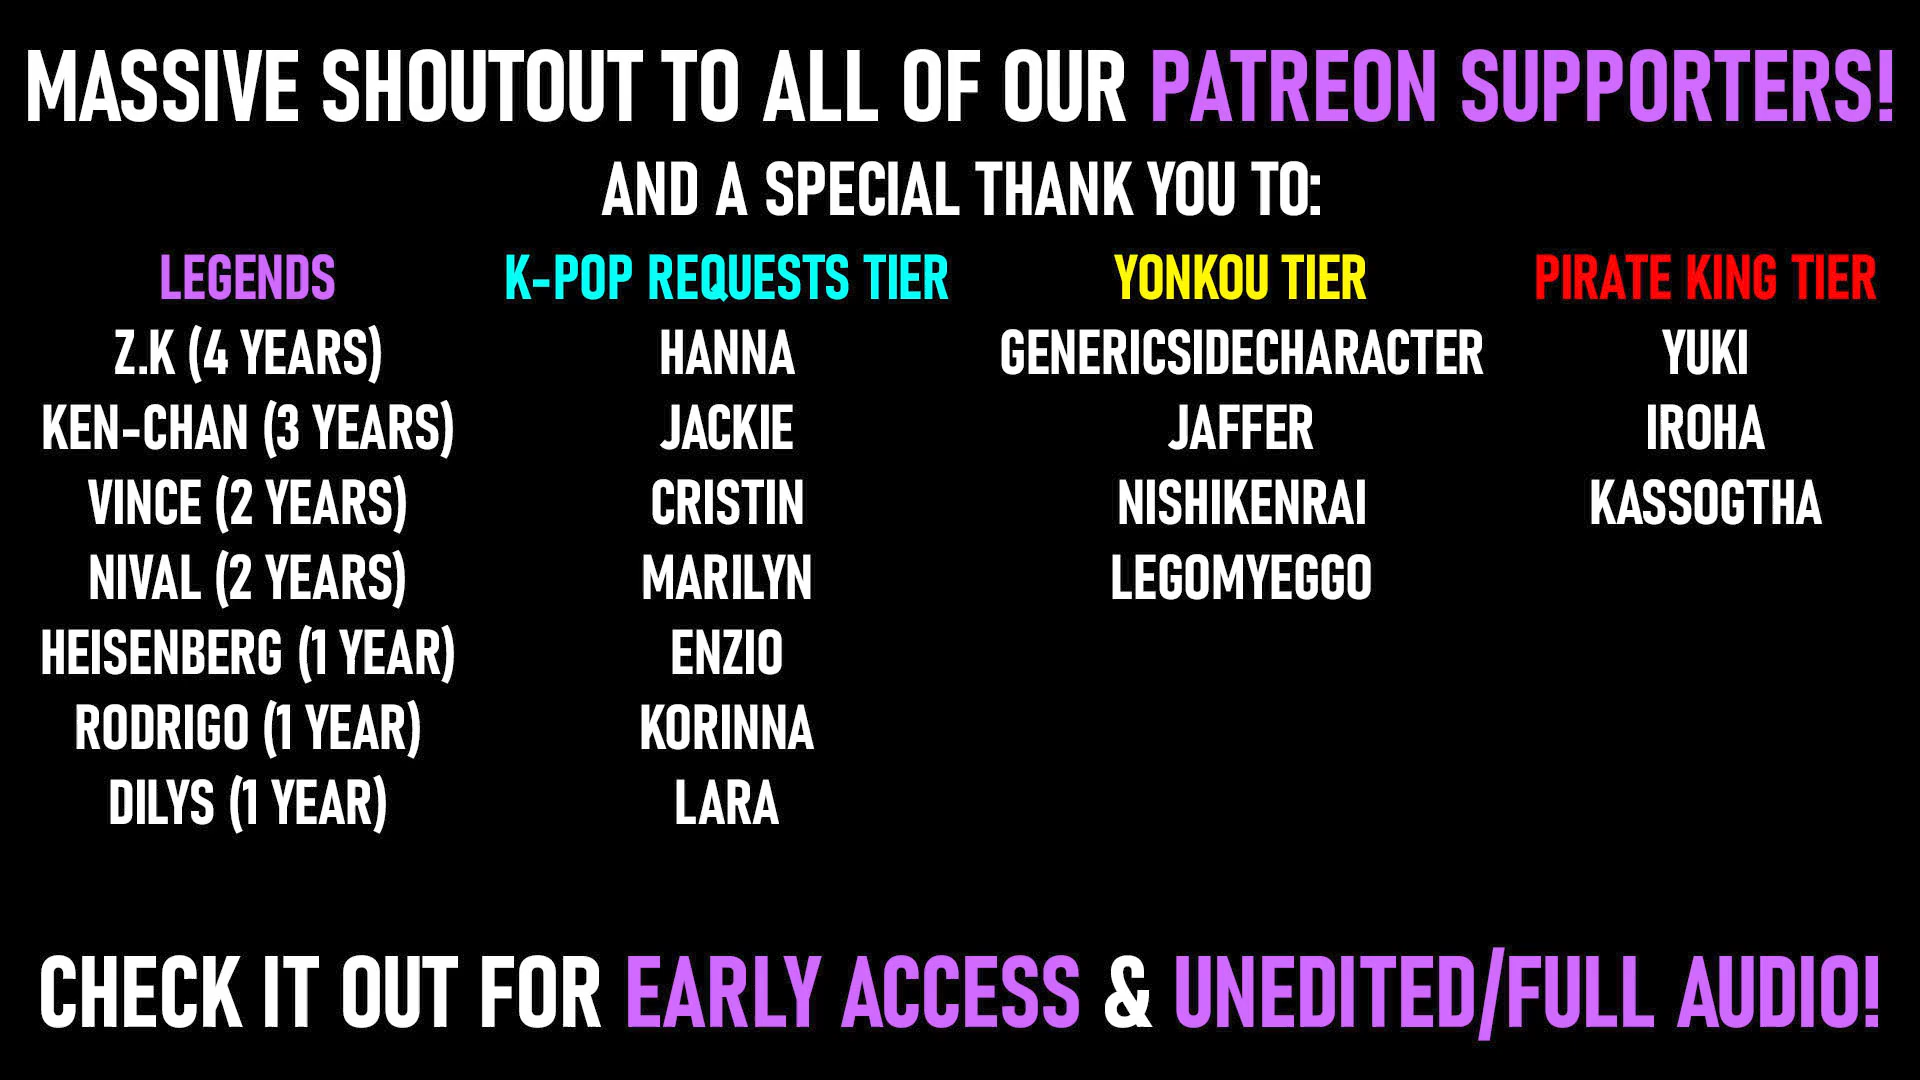 MASSIVE SHOUTOUT TO ALL OF OUR PATREON SUPPORTERS!
AND A SPECIAL THANK YOU TO:
LEGENDS
Z.K (4 YEARS)
KEN-CHAN (3 YEARS)
VINCE (2 YEARS)
NIVAL (2 YEARS)
HEISENBERG (1 YEAR)
RODRIGO (1 YEAR)
DILYS (1 YEAR)
K-POP REQUESTS TIER
HANNA
JACKIE
CRISTIN
MARILYN
ENZIO
KORINNA
LARA
YONKOU TIER
GENERICSIDECHARACTER
JAFFER
NISHIKENRAI
LEGOMYEGGO
PIRATE KING TIER
YUKI
IROHA
KASSOGTHA
CHECK IT OUT FOR EARLY ACCESS & UNEDITED/FULL AUDIO!